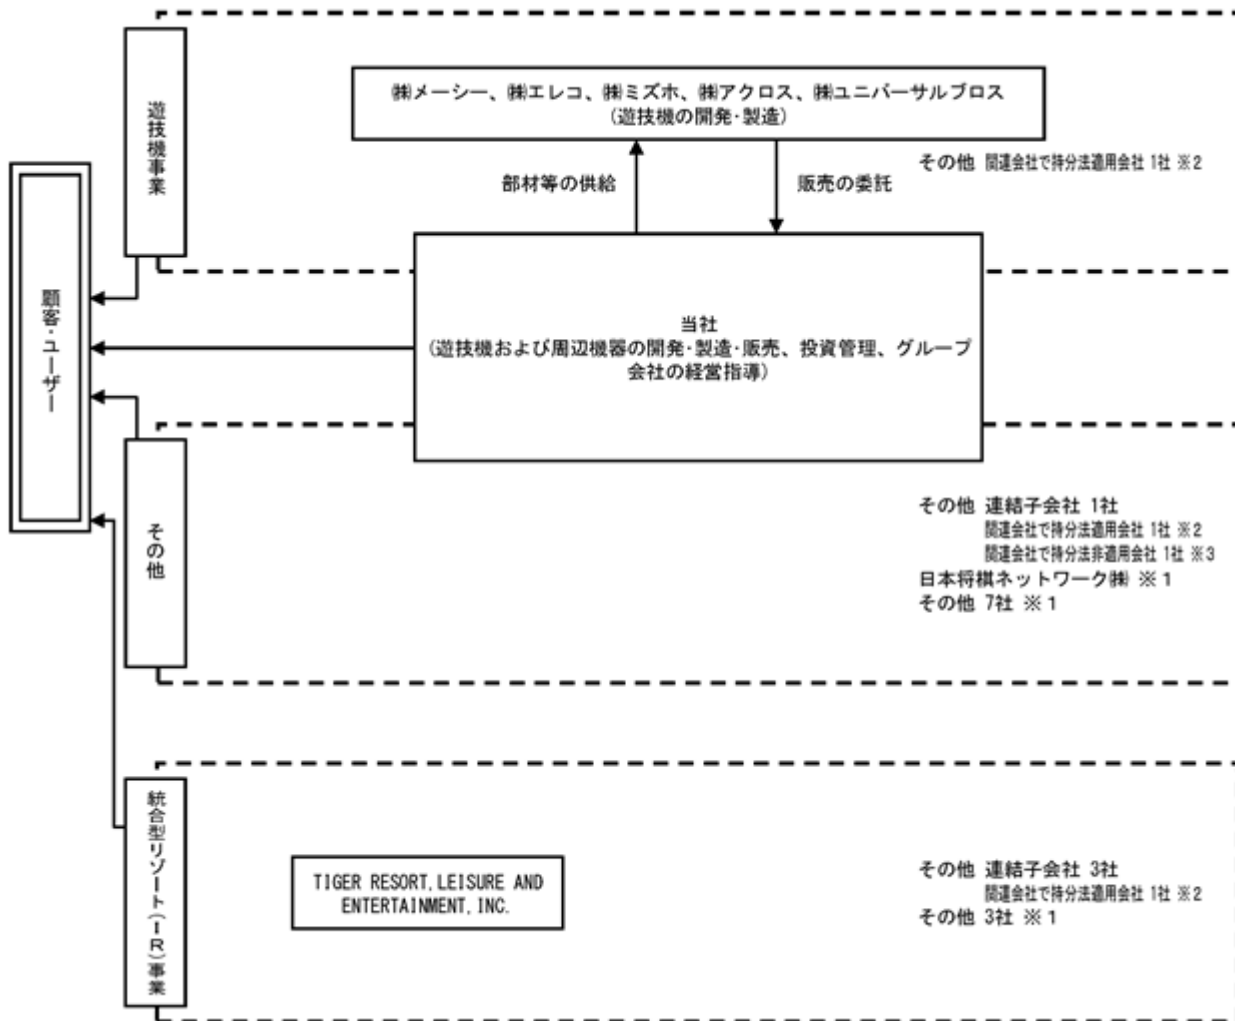 遊技機事業
㈱メーシー、㈱エレコ、㈱ミズホ、㈱アクロス、㈱ユニバーサルブロス
(遊技機の開発・製造)
その他 関連会社で持分法適用会社 1社 ※2
部材等の供給
販売の委託
顧客・ユーザー
当社
(遊技機および周辺機器の開発・製造・販売、投資管理、グループ
会社の経営指導)
その他
その他 連結子会社 1社
関連会社で持分法適用会社 1社 ※2
関連会社で持分法非適用会社 1社 ※3
日本将棋ネットワーク㈱ ※1
その他 7社 ※1
統合型リゾート(IR)事業
TIGER RESORT, LEISURE AND
ENTERTAINMENT, INC.
その他 連結子会社 3社
関連会社で持分法適用会社 1社 ※2
その他 3社 ※1